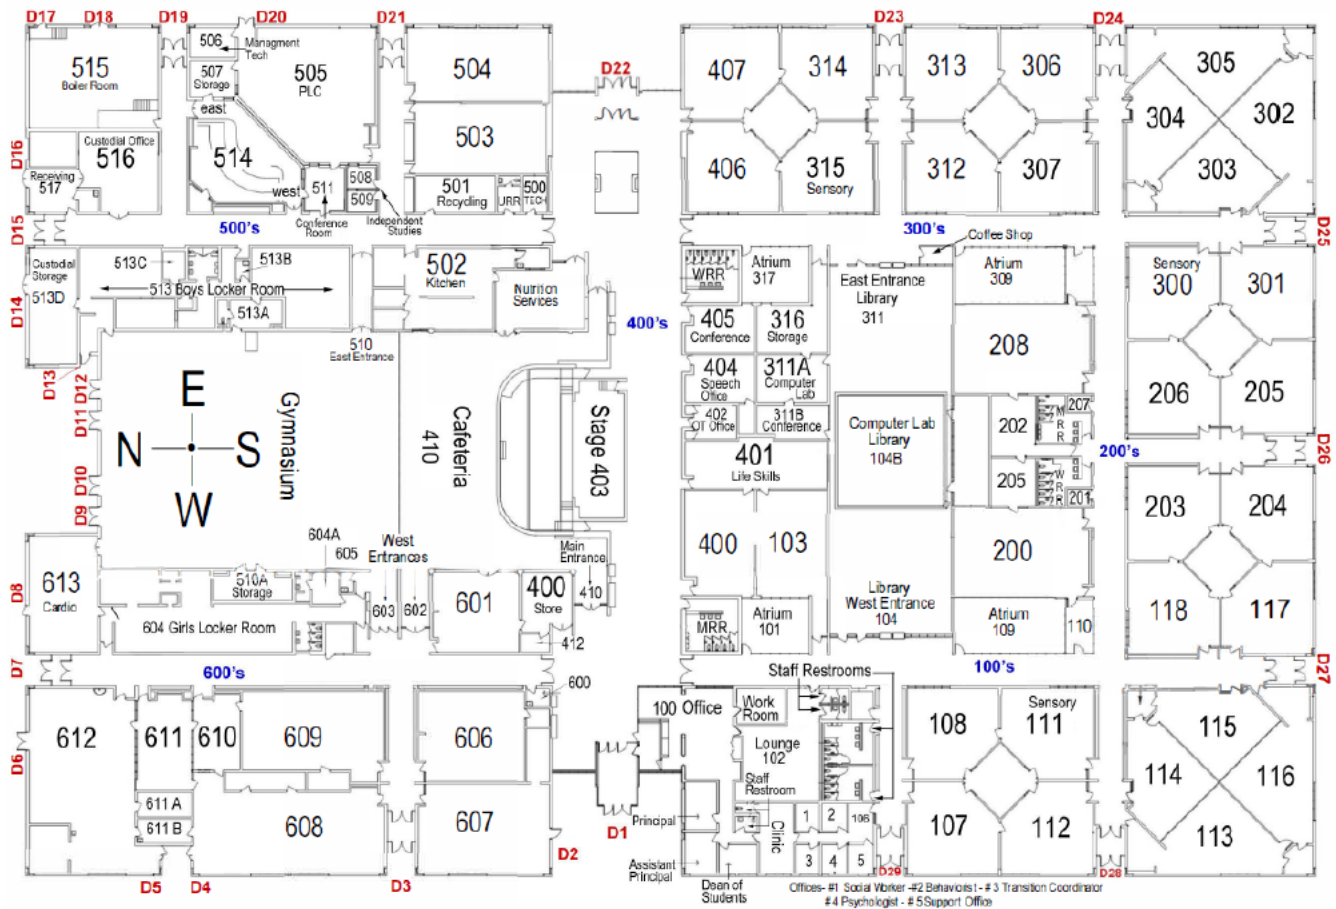 D17
D18
D19
D20
D21
D22
D23
D24
515
Boiler Room
506
Managment
Tech
507
Storage
505
PLC
504
407
314
313
306
305
304
302
303
east
514
west
503
406
315
Sensory
312
307
D16
Custodial Office
516
Receiving
517
511
508
509
Conference
Room
Independent
Studies
501
Recycling
URR
500
TECH
D15
500's
300's
Coffee Shop
D25
Custodial
Storage
513D
513C
513B
513 Boys Locker Room
513A
502
Kitchen
Nutrition
Services
WRR
Atrium
317
East Entrance
Library
311
Atrium
309
Sensory
300
301
D14
510
East Entrance
400's
405
Conference
316
Storage
208
D13
D12
D11
D10
D9
404
Speech
Office
311A
Computer
Lab
206
205
402
OT Office
311B
Conference
202
207
M
R
R
E
N
S
W
Gymnasium
Cafeteria
410
Stage 403
401
Life Skills
Computer Lab
Library
104B
200's
D26
205
W
R
R
201
203
204
400
103
200
604A
605
West
Entrances
Main
Entrance
410
D8
613
Cardio
510A
Storage
603
602
601
400
Store
412
Library
West Entrance
104
118
117
604 Girls Locker Room
MRR
Atrium
101
Atrium
109
110
D7
600's
Staff Restrooms
100's
D27
600
100 Office
Work
Room
612
611
610
609
606
Lounge
102
108
Sensory
111
115
114
116
113
D6
Staff
Restroom
611 A
611 B
608
607
D1
D2
Principal
Clinic
1
2
106
3
4
5
107
112
Assistant
Principal
Dean of
Students
D5
D4
D3
D29
D28
Offices- #1 Social Worker -#2 Behaviorist - # 3 Transition Coordinator
# 4 Psychologist - # 5 Support Office